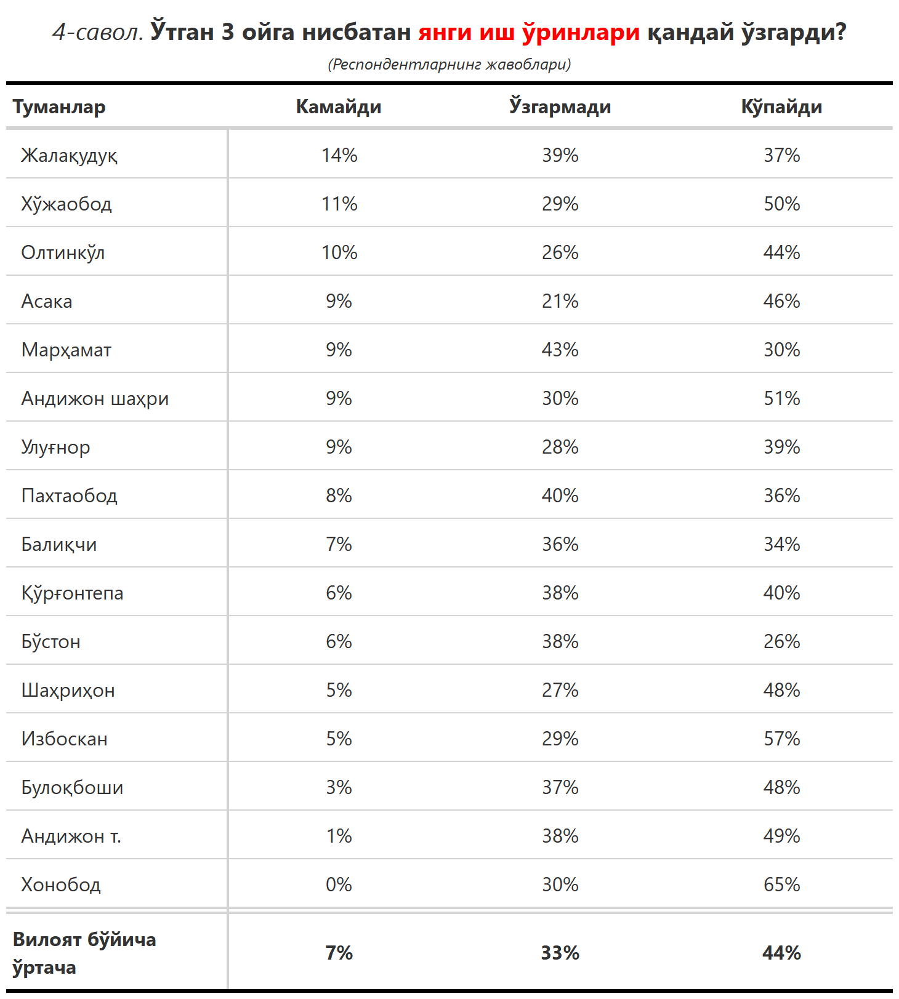 4-савол. Ўтган 3 ойга нисбатан янги иш ўринлари қандай ўзгарди?
(Респондентларнинг жавоблари)
Туманлар Камайди Ўзгармади Кўпайди
Жалақудуқ 14% 39% 37%
Хўжаобод 11% 29% 50%
Олтинкўл 10% 26% 44%
Асака 9% 21% 46%
Марҳамат 9% 43% 30%
Андижон шаҳри 9% 30% 51%
Улуғнор 9% 28% 39%
Пахтаобод 8% 40% 36%
Балиқчи 7% 36% 34%
Қўрғонтепа 6% 38% 40%
Бўстон 6% 38% 26%
Шаҳриҳон 5% 27% 48%
Избоскан 5% 29% 57%
Булоқбоши 3% 37% 48%
Андижон т. 1% 38% 49%
Хонобод 0% 30% 65%
Вилоят бўйича
ўртача 7% 33% 44%